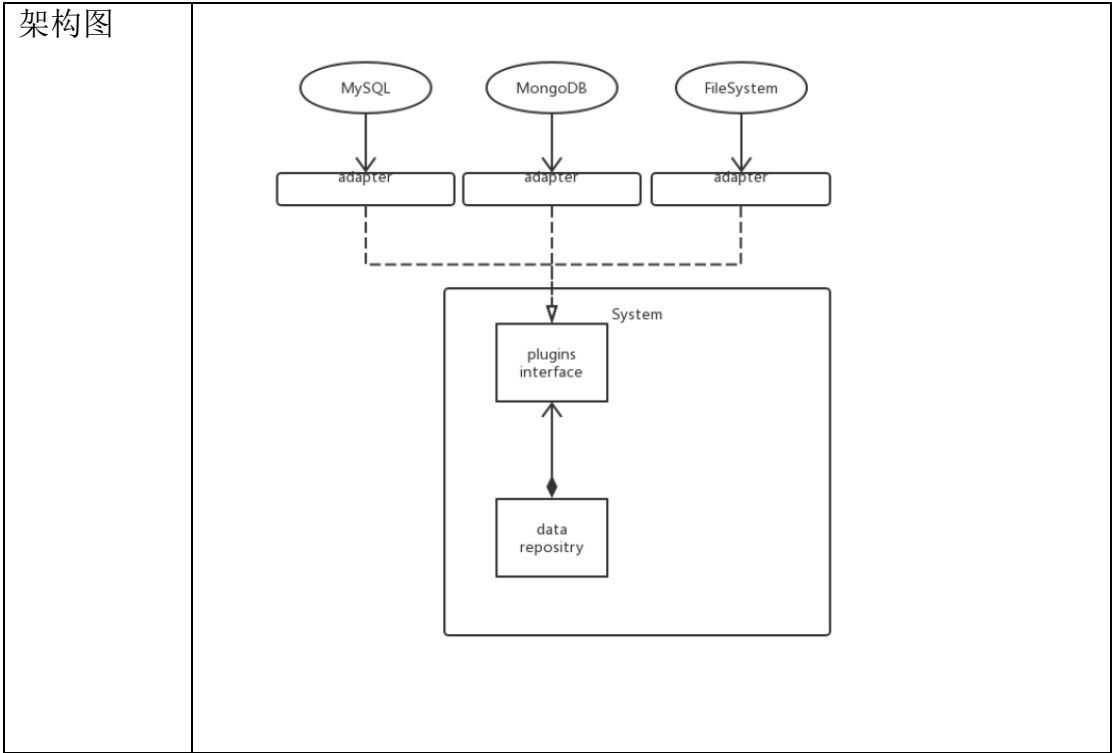 架构图
MySQL
MongoDB
FileSystem
adapter
adapter
adapter
System
plugins
interface
data
repositry